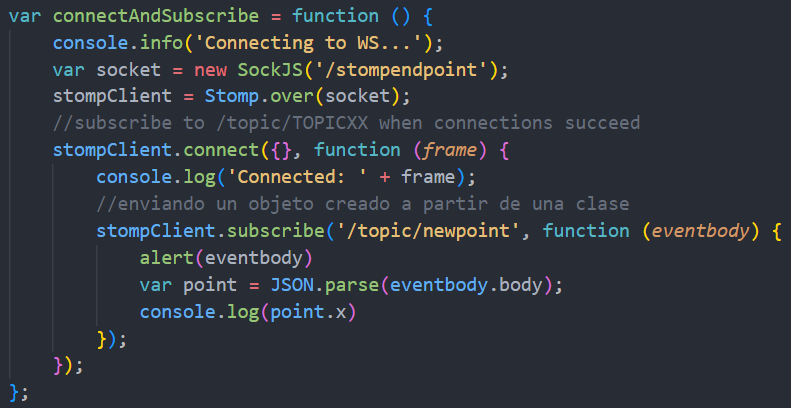 var connectAndSubscribe = function () {
    console.info('Connecting to WS...');
    var socket = new SockJS('/stompendpoint');
    stompClient = Stomp.over(socket);
    //subscribe to /topic/TOPICXX when connections succeed
    stompClient.connect({}, function (frame) {
        console.log('Connected: ' + frame);
        //enviando un objeto creado a partir de una clase
        stompClient.subscribe('/topic/newpoint', function (eventbody) {
            alert(eventbody)
            var point = JSON.parse(eventbody.body);
            console.log(point.x)
        });
    });
};